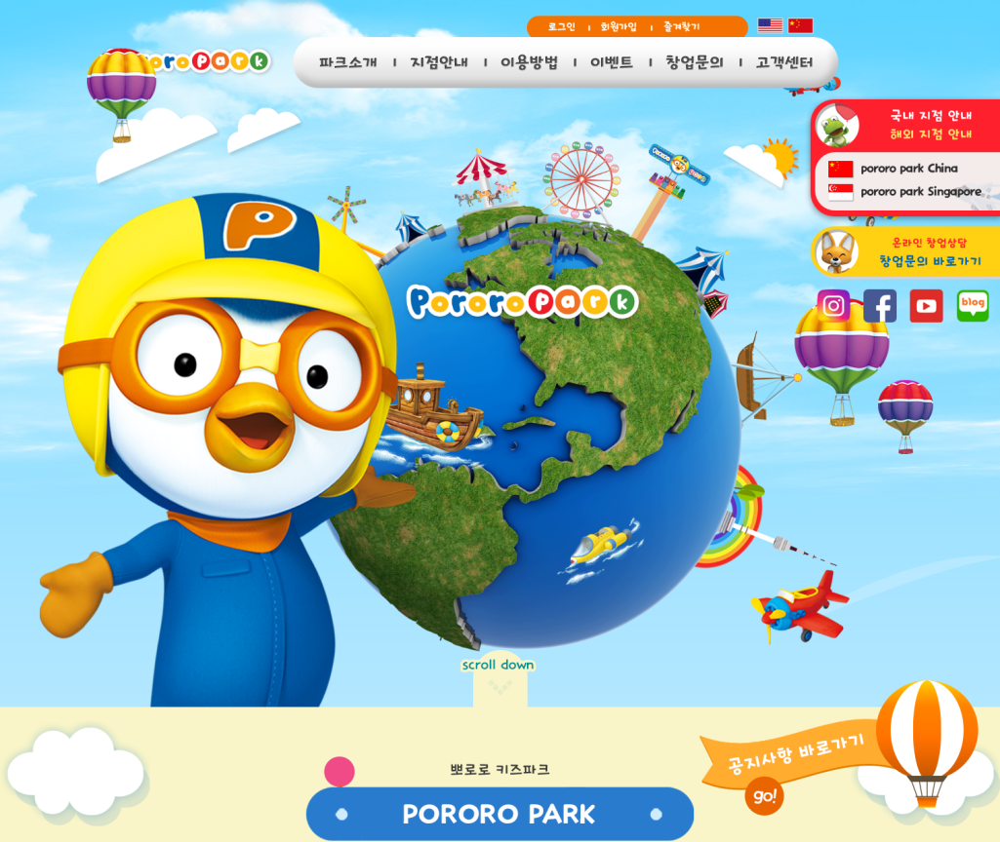 로그인 회원가입 즐겨찾기
PororoPark
파크소개 지점안내 이용방법 이벤트 창업문의 고객센터
국내 지점 안내
해외 지점 안내
pororo park China
pororo park Singapore
온라인 창업상담
창업문의 바로가기
P
PororoPark
blog
scroll down
공지사항 바로가기
go!
뽀로로 키즈파크
PORORO PARK